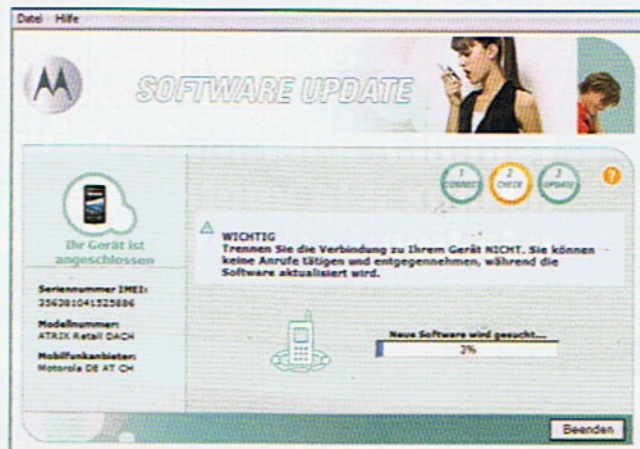 Datei Hilfe
SOFTWARE UPDATE
1 CONNECT
2 CHECK
3 UPDATE
?
Ihr Gerät ist
angeschlossen
WICHTIG
Trennen Sie die Verbindung zu Ihrem Gerät NICHT. Sie können
keine Anrufe tätigen und entgegennehmen, während die
Software aktualisiert wird.
Seriennummer IMEI:
356381041525886
Modellnummer:
ATRIX Retail DACH
Mobilfunkanbieter:
Motorola DE AT CH
Neue Software wird gesucht...
3%
Beenden